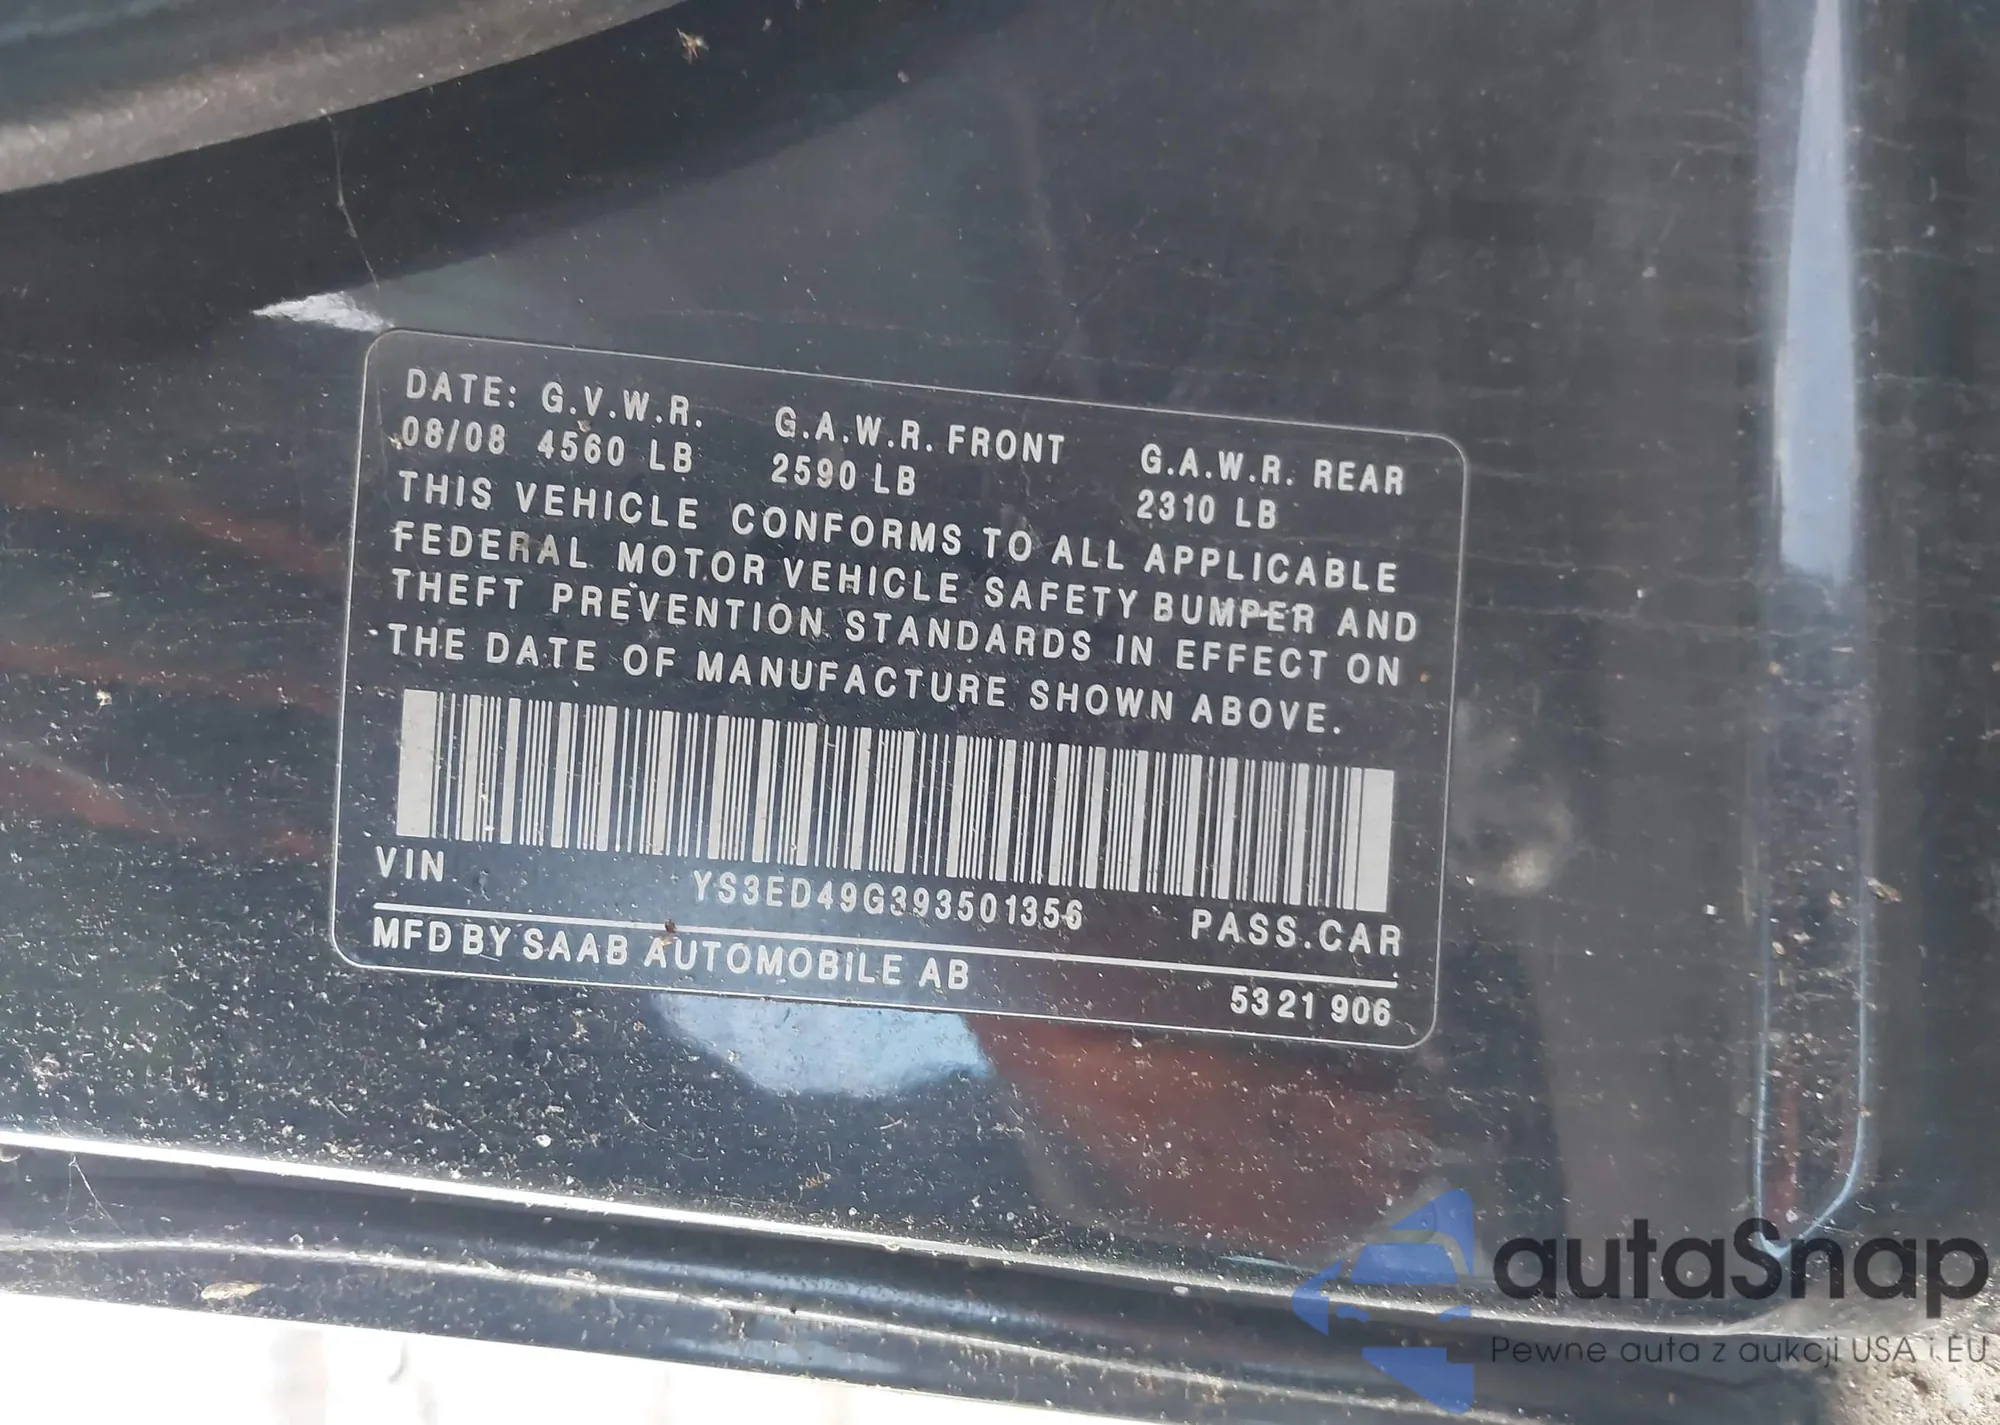 DATE: G.V.W.R. G.A.W.R. FRONT G.A.W.R. REAR
08/08 4560 LB 2590 LB 2310 LB
THIS VEHICLE CONFORMS TO ALL APPLICABLE
FEDERAL MOTOR VEHICLE SAFETY BUMPER AND
THEFT PREVENTION STANDARDS IN EFFECT ON
THE DATE OF MANUFACTURE SHOWN ABOVE.
VIN YS3ED49G393501356 PASS.CAR
MFD BY SAAB AUTOMOBILE AB 5321 906
autaSnap
Pewne auta z aukcji USA i EU